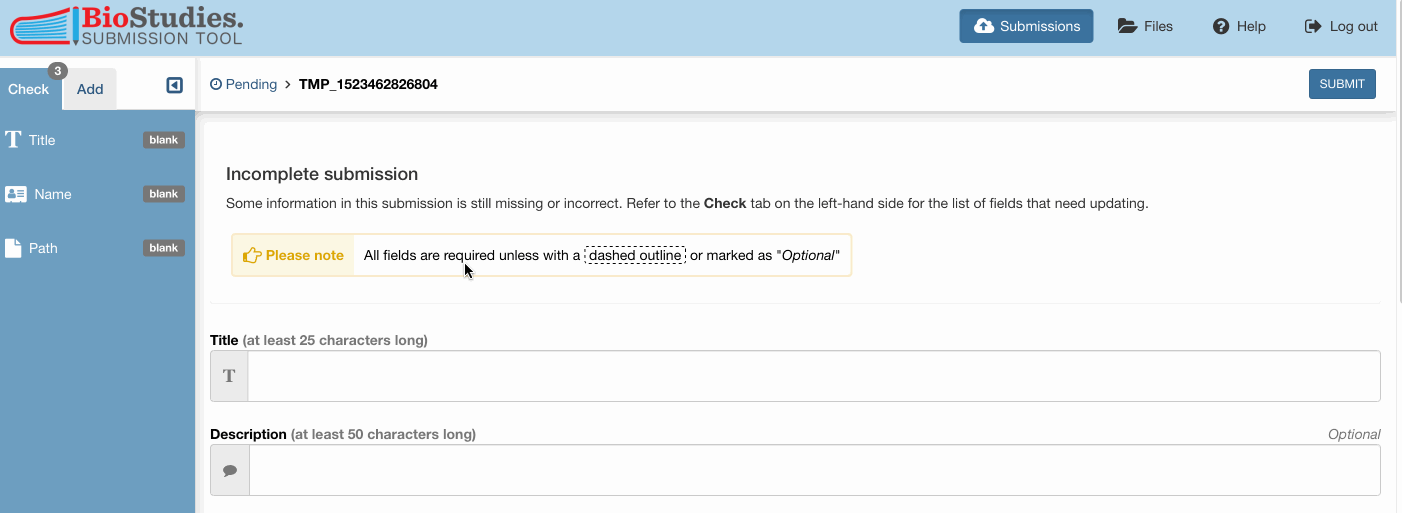 BioStudies.
SUBMISSION TOOL
Submissions
Files
Help
Log out
Check
3
Add
Pending > TMP_1523462826804
SUBMIT
Title
blank
Name
blank
Path
blank
Incomplete submission
Some information in this submission is still missing or incorrect. Refer to the Check tab on the left-hand side for the list of fields that need updating.
Please note
All fields are required unless with a dashed outline or marked as "Optional"
Title (at least 25 characters long)
T
Description (at least 50 characters long)
Optional